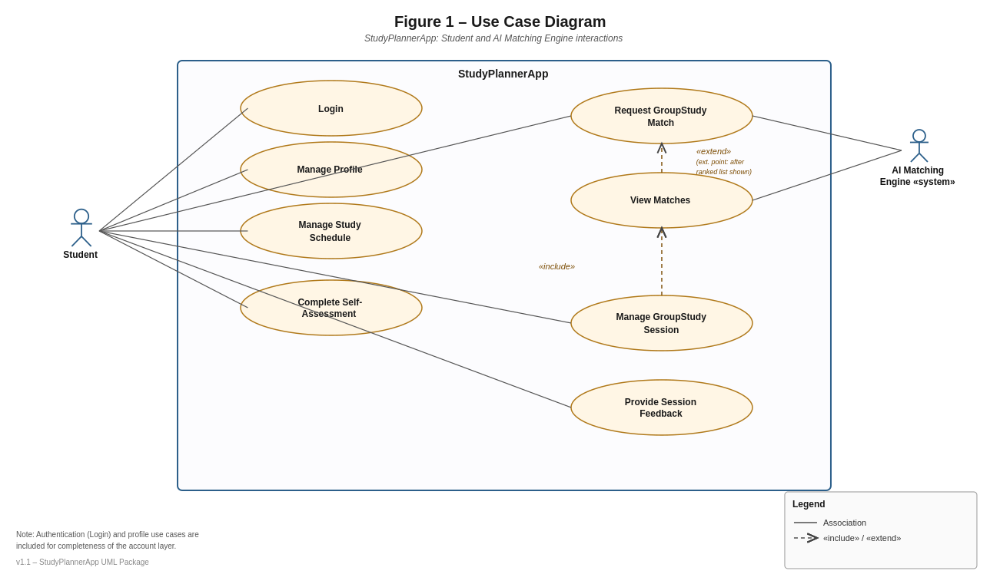 Figure 1 – Use Case Diagram
StudyPlannerApp: Student and AI Matching Engine interactions
StudyPlannerApp
Login
Request GroupStudy
Match
Manage Profile
«extend»
(ext. point: after
ranked list shown)
AI Matching
Engine «system»
View Matches
Manage Study
Schedule
Student
«include»
Complete Self-
Assessment
Manage GroupStudy
Session
Provide Session
Feedback
Legend
Association
«include» / «extend»
Note: Authentication (Login) and profile use cases are
included for completeness of the account layer.
v1.1 – StudyPlannerApp UML Package